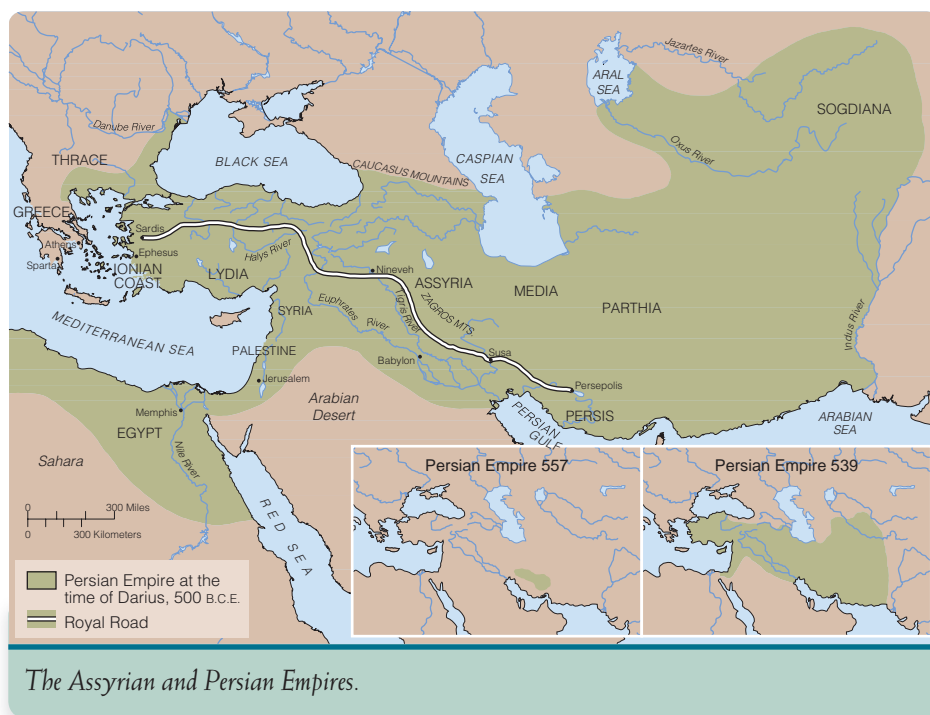 Jazartes River
ARAL
SEA
SOGDIANA
Danube River
Oxus River
THRACE
BLACK SEA
CAUCASUS MOUNTAINS
CASPIAN
SEA
GREECE
Sardis
Athens
Ephesus
Sparta
IONIAN
COAST
LYDIA
Halys River
Nineveh
ASSYRIA
MEDIA
PARTHIA
Indus River
SYRIA
Euphrates
River
Tigris River
ZAGROS MTS
MEDITERRANEAN SEA
PALESTINE
Babylon
Susa
Jerusalem
Persepolis
Arabian
Desert
Memphis
PERSIS
PERSIAN
GULF
ARABIAN
SEA
EGYPT
Sahara
Nile River
RED SEA
Persian Empire 557
Persian Empire 539
0 300 Miles
0 300 Kilometers
Persian Empire at the
time of Darius, 500 B.C.E.
Royal Road
The Assyrian and Persian Empires.